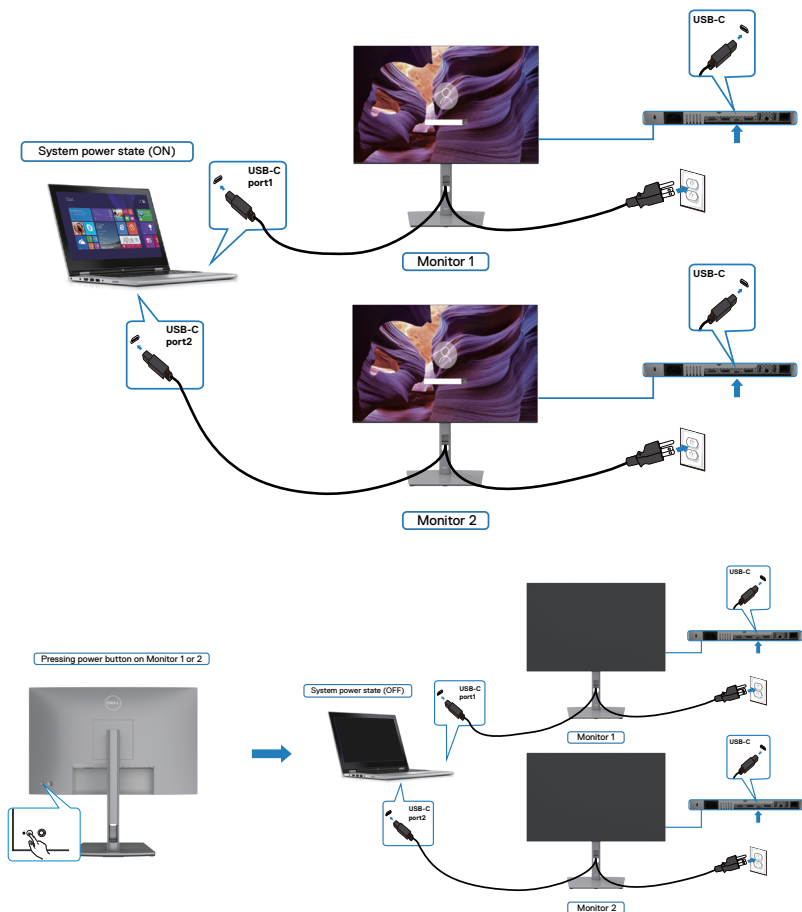 USB-C
System power state (ON)
USB-C
port1
Monitor 1
USB-C
USB-C
port2
Monitor 2
USB-C
Pressing power button on Monitor 1 or 2
DELL
System power state (OFF)
USB-C
port1
Monitor 1
USB-C
USB-C
port2
Monitor 2